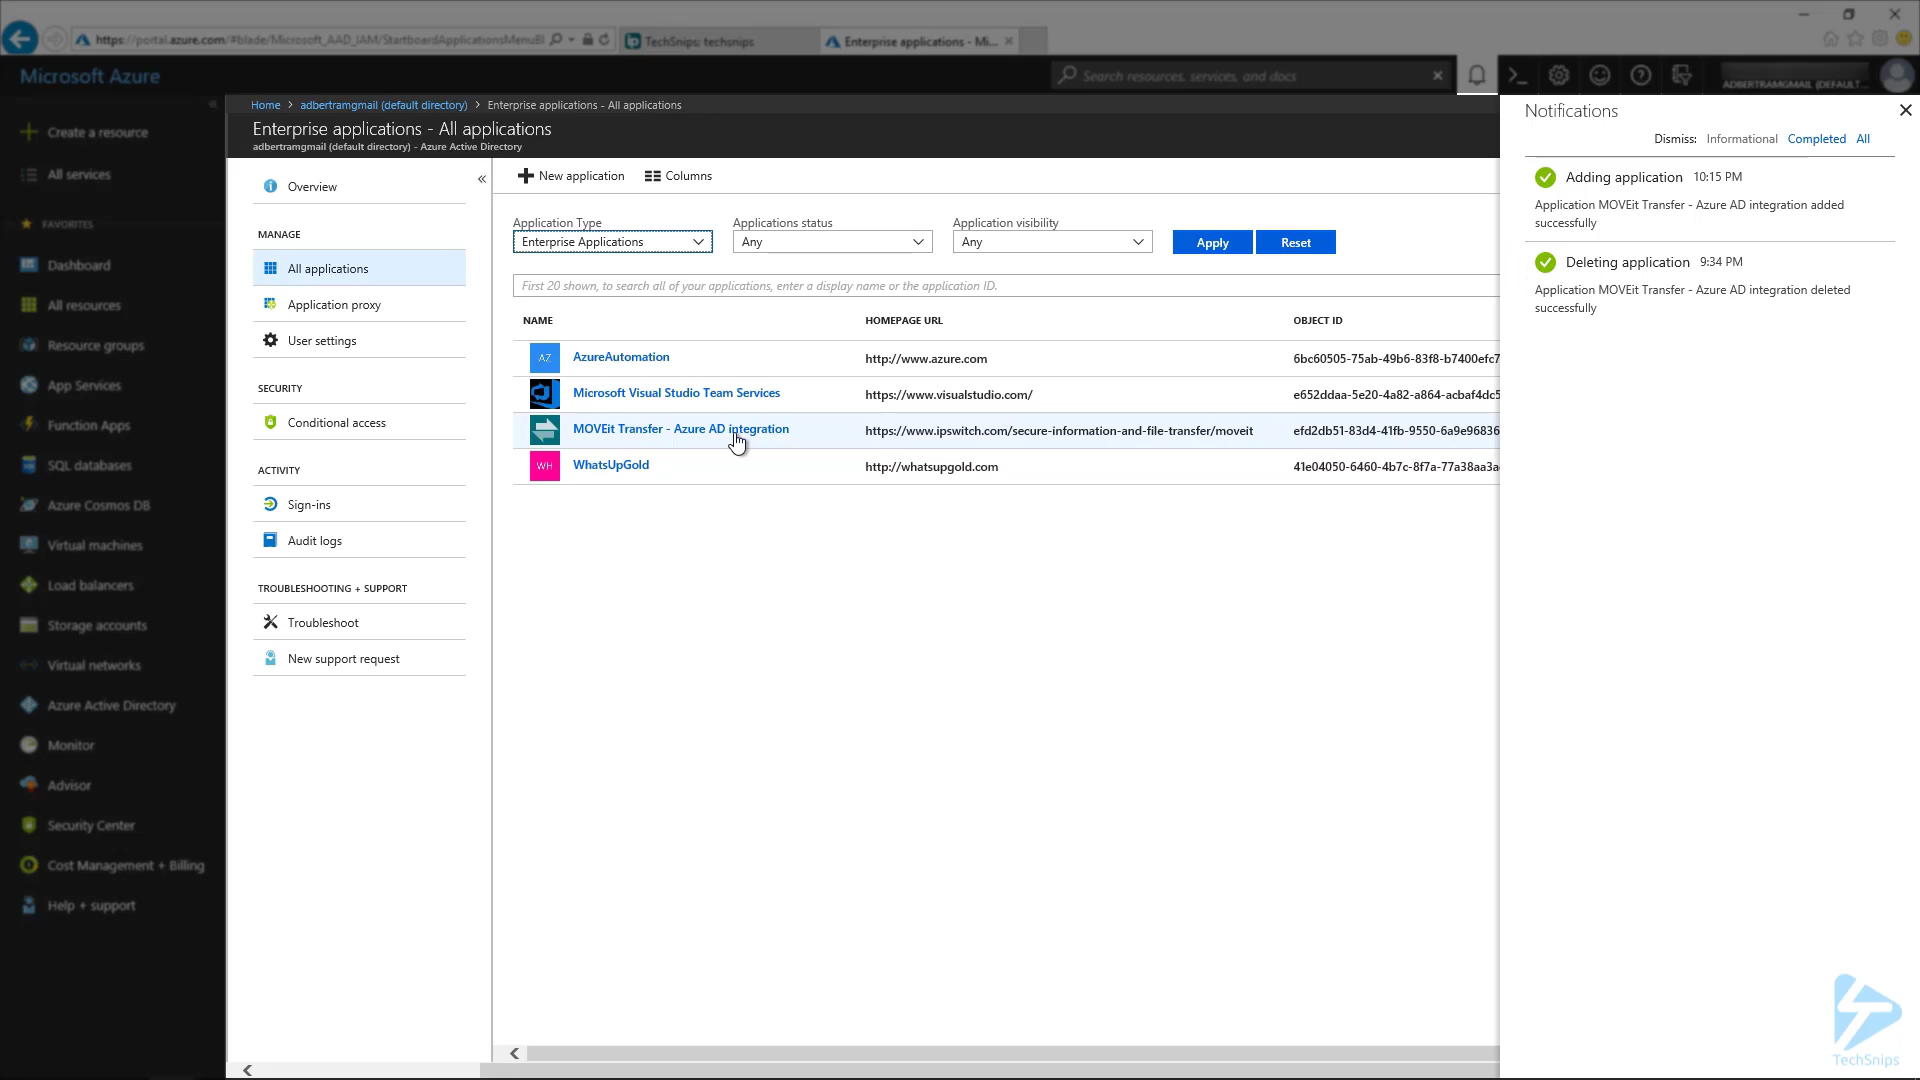 https://portal.azure.com/#blade/Microsoft_AAD_IAM/StartboardApplicationsMenuBl
TechSnips: techsnips
Enterprise applications - Mi...
Microsoft Azure
Search resources, services, and docs
ADBERTRAMGMAIL (DEFAULT...
Create a resource
All services
FAVORITES
Dashboard
All resources
Resource groups
App Services
Function Apps
SQL databases
Azure Cosmos DB
Virtual machines
Load balancers
Storage accounts
Virtual networks
Azure Active Directory
Monitor
Advisor
Security Center
Cost Management + Billing
Help + support
Home > adbertramgmail (default directory) > Enterprise applications - All applications
Enterprise applications - All applications
adbertramgmail (default directory) - Azure Active Directory
Overview
MANAGE
All applications
Application proxy
User settings
SECURITY
Conditional access
ACTIVITY
Sign-ins
Audit logs
TROUBLESHOOTING + SUPPORT
Troubleshoot
New support request
New application Columns
Application Type Applications status Application visibility
Enterprise Applications Any Any Apply Reset
First 20 shown, to search all of your applications, enter a display name or the application ID.
NAME HOMEPAGE URL OBJECT ID
AZ AzureAutomation http://www.azure.com 6bc60505-75ab-49b6-83f8-b7400efc7
Microsoft Visual Studio Team Services https://www.visualstudio.com/ e652ddaa-5e20-4a82-a864-acbaf4dc5
MOVEit Transfer - Azure AD integration https://www.ipswitch.com/secure-information-and-file-transfer/moveit efd2db51-83d4-41fb-9550-6a9e96836
WH WhatsUpGold http://whatsupgold.com 41e04050-6460-4b7c-8f7a-77a38aa3a
Notifications
Dismiss: Informational Completed All
Adding application 10:15 PM
Application MOVEit Transfer - Azure AD integration added
successfully
Deleting application 9:34 PM
Application MOVEit Transfer - Azure AD integration deleted
successfully
TechSnips